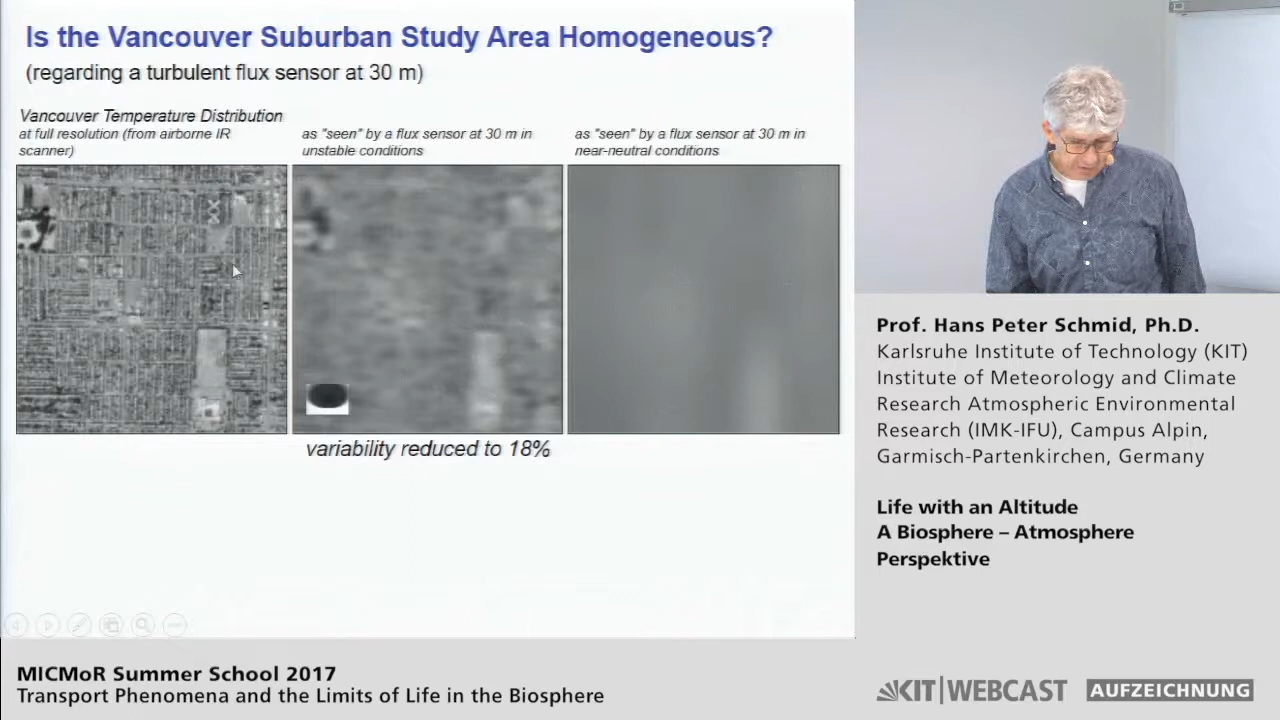 Is the Vancouver Suburban Study Area Homogeneous?
(regarding a turbulent flux sensor at 30 m)
Vancouver Temperature Distribution
at full resolution (from airborne IR
scanner)
as "seen" by a flux sensor at 30 m in
unstable conditions
as "seen" by a flux sensor at 30 m in
near-neutral conditions
variability reduced to 18%
Prof. Hans Peter Schmid, Ph.D.
Karlsruhe Institute of Technology (KIT)
Institute of Meteorology and Climate
Research Atmospheric Environmental
Research (IMK-IFU), Campus Alpin,
Garmisch-Partenkirchen, Germany
Life with an Altitude
A Biosphere – Atmosphere
Perspektive
MICMoR Summer School 2017
Transport Phenomena and the Limits of Life in the Biosphere
KIT|WEBCAST
AUFZEICHNUNG